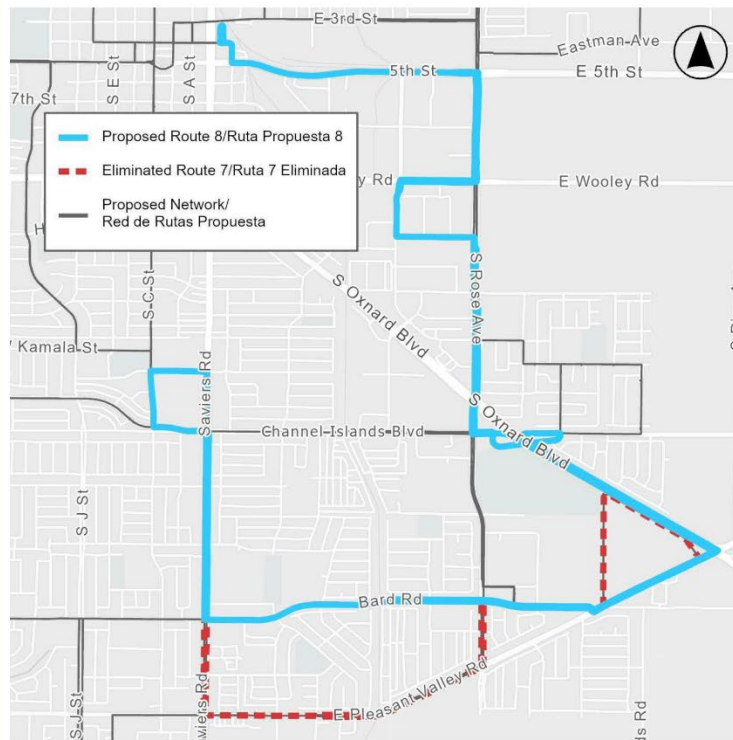 E 3rd St
Eastman Ave
S E St
S A St
5th St
E 5th St
7th St
Proposed Route 8/Ruta Propuesta 8
Eliminated Route 7/Ruta 7 Eliminada
Proposed Network/
Red de Rutas Propuesta
y Rd
E Wooley Rd
H
S C St
S Oxnard Blvd
S Rose Ave
Kamala St
Saviers Rd
S Oxnard Blvd
Channel Islands Blvd
S J St
Bard Rd
E Pleasant Valley Rd
S J St
aviers Rd
ds Rd